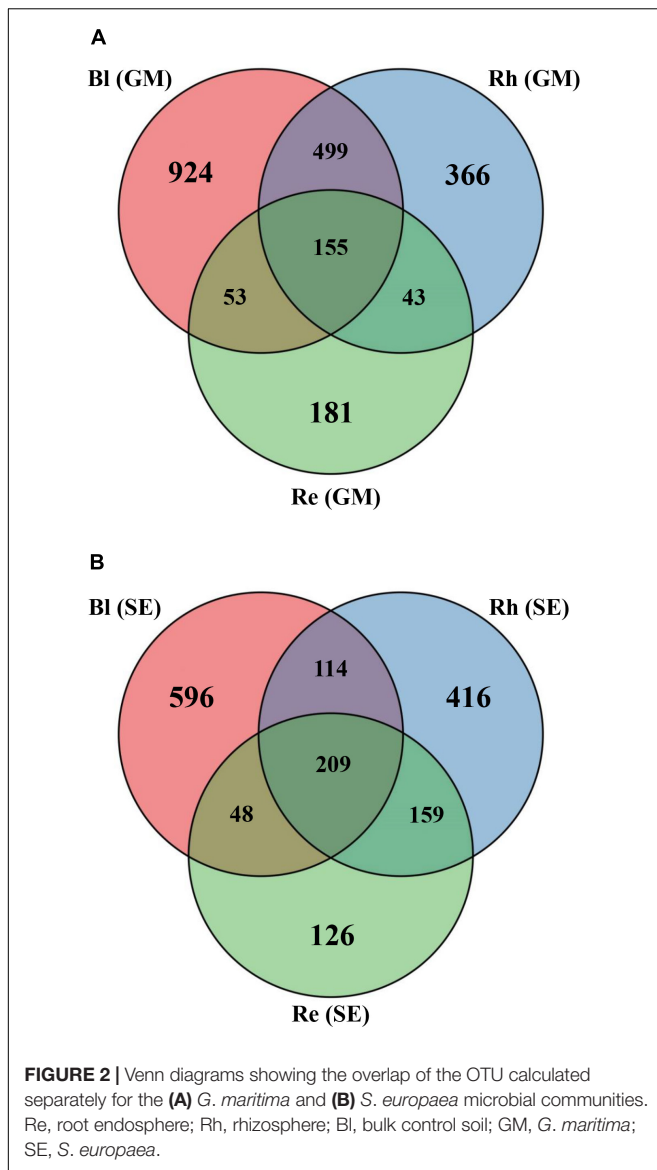 A
Bl (GM)
Rh (GM)
499
924
366
155
53
43
181
Re (GM)
B
Bl (SE)
Rh (SE)
114
596
416
209
48
159
126
Re (SE)
FIGURE 2 | Venn diagrams showing the overlap of the OTU calculated
separately for the (A) G. maritima and (B) S. europaea microbial communities.
Re, root endosphere; Rh, rhizosphere; Bl, bulk control soil; GM, G. maritima;
SE, S. europaea.